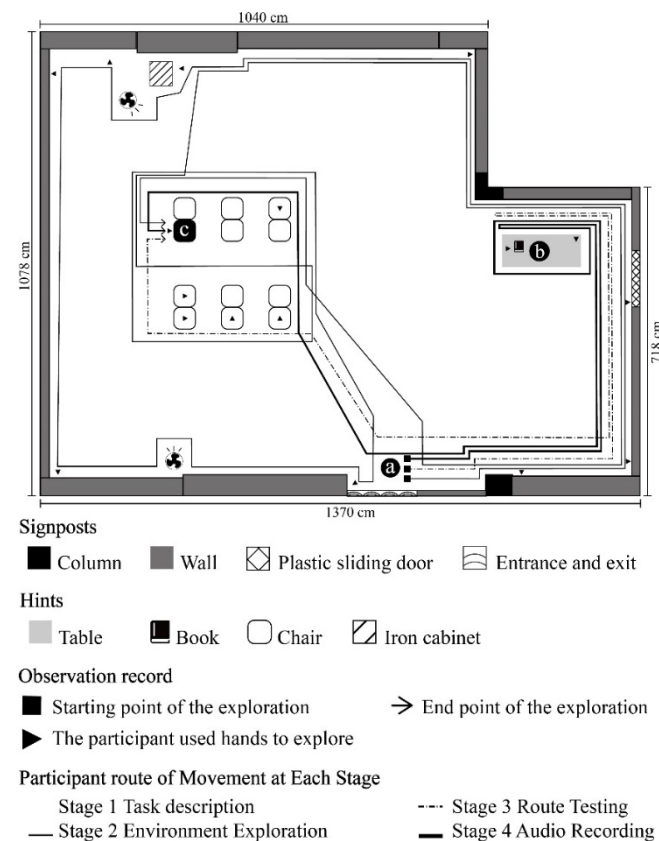 1040 cm
1078 cm
c
b
718 cm
a
1370 cm
Signposts
Column Wall Plastic sliding door Entrance and exit
Hints
Table Book Chair Iron cabinet
Observation record
Starting point of the exploration End point of the exploration
The participant used hands to explore
Participant route of Movement at Each Stage
Stage 1 Task description Stage 3 Route Testing
Stage 2 Environment Exploration Stage 4 Audio Recording